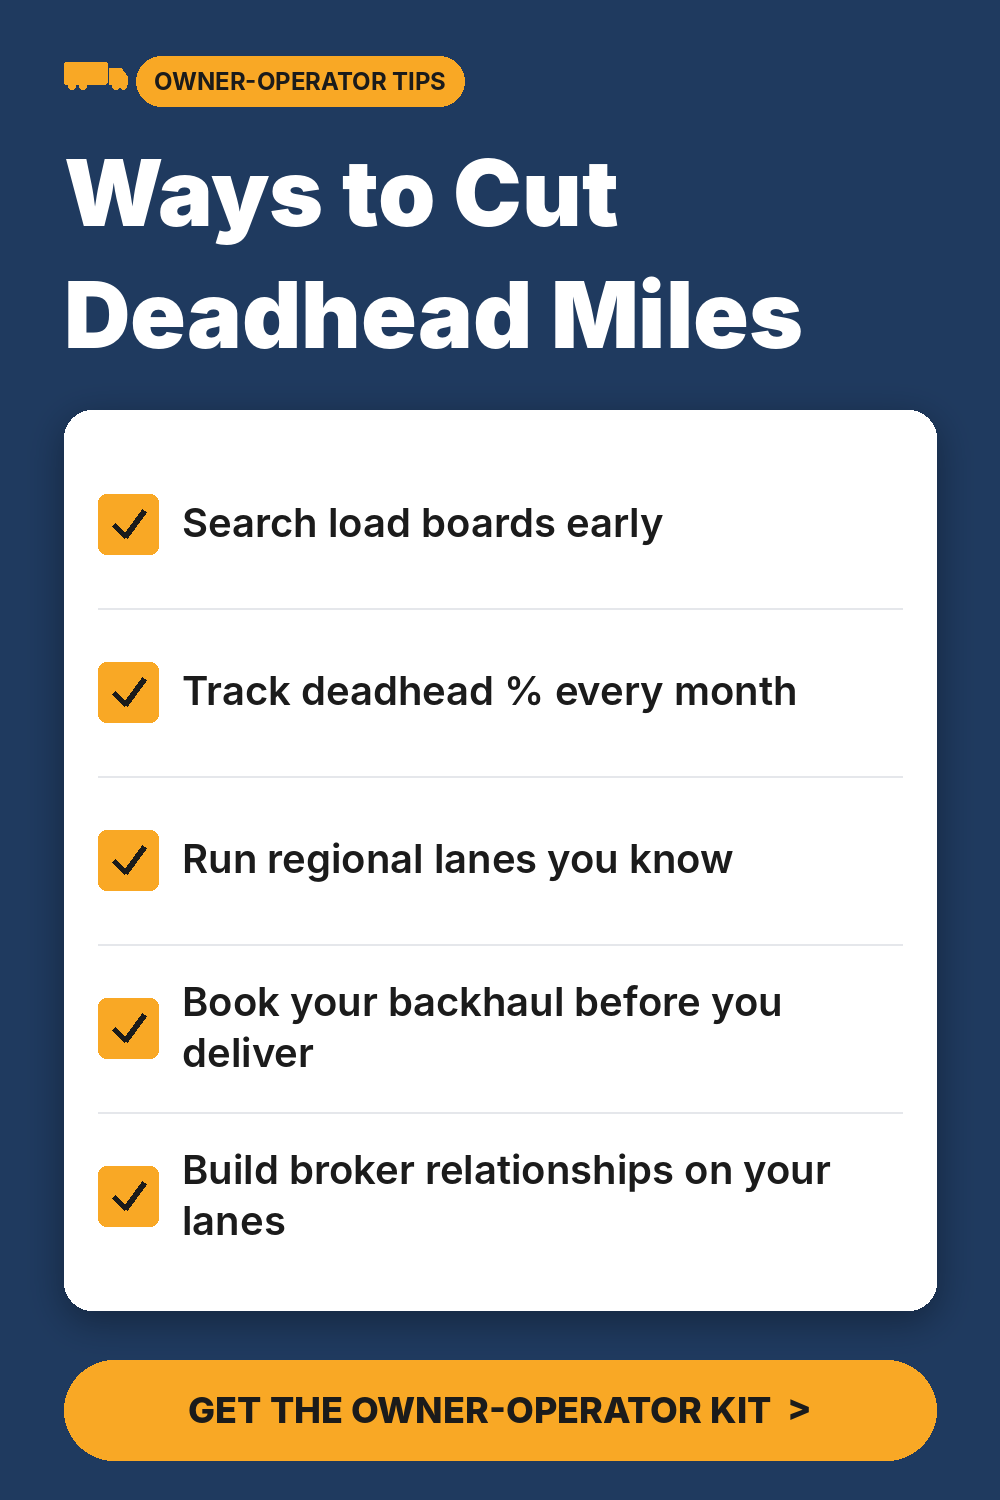 OWNER-OPERATOR TIPS
Ways to Cut
Deadhead Miles
Search load boards early
Track deadhead % every month
Run regional lanes you know
Book your backhaul before you
deliver
Build broker relationships on your
lanes
GET THE OWNER-OPERATOR KIT >